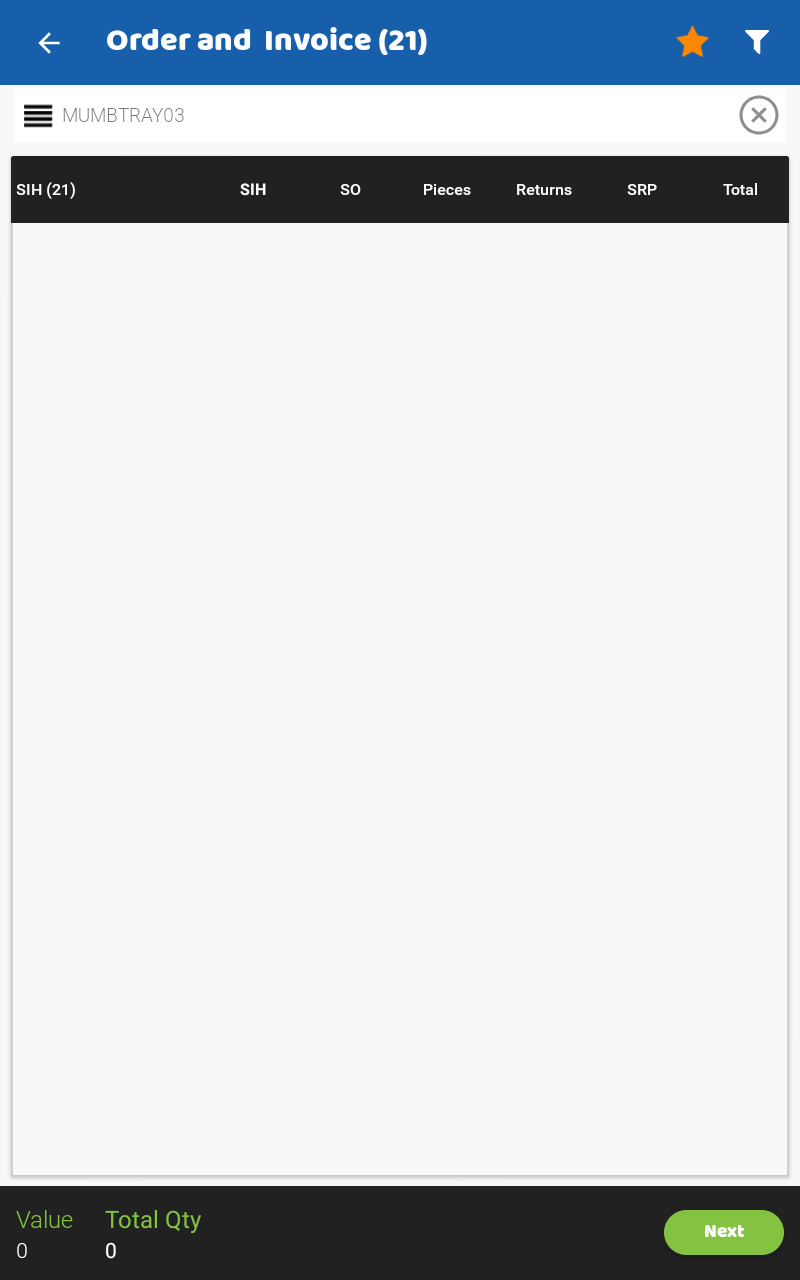 Order and  Invoice (21)
MUMBTRAY03
SIH (21) SIH SO Pieces Returns SRP Total
Value Total Qty
0 0
Next